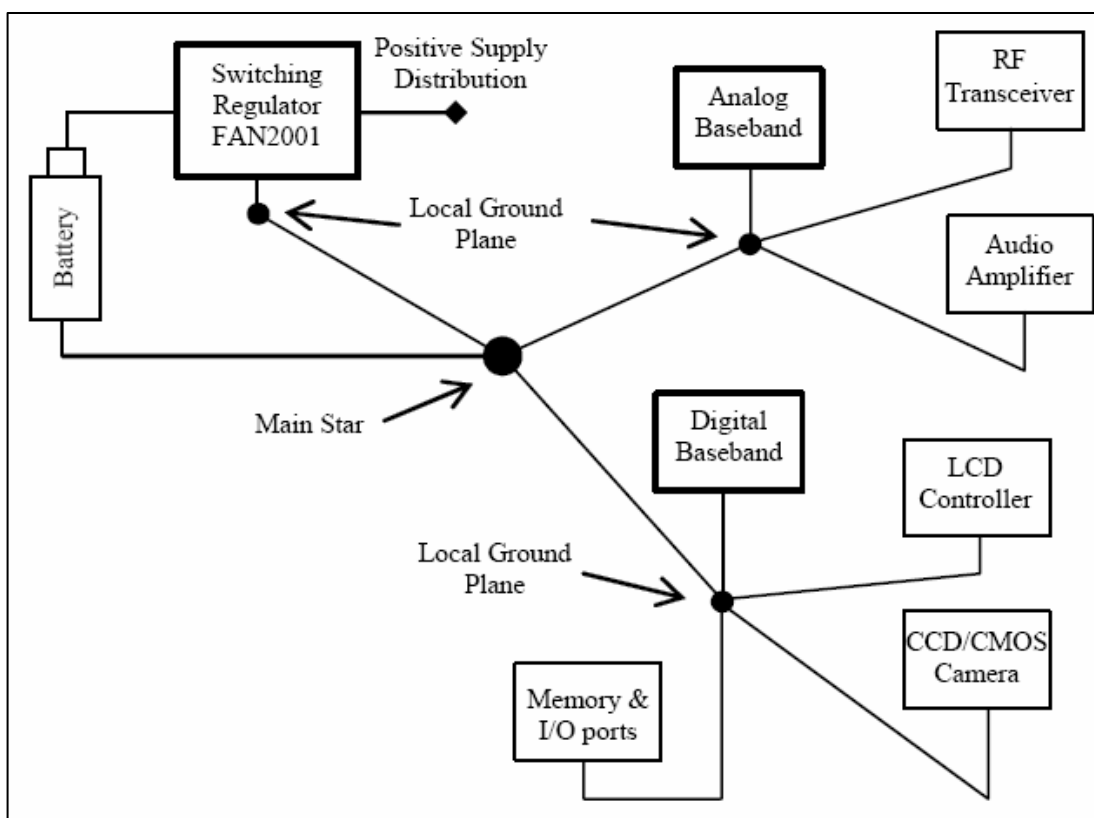 Switching
Regulator
FAN2001
Positive Supply
Distribution
Analog
Baseband
RF
Transceiver
Battery
Local Ground
Plane
Audio
Amplifier
Main Star
Digital
Baseband
LCD
Controller
Local Ground
Plane
CCD/CMOS
Camera
Memory &
I/O ports